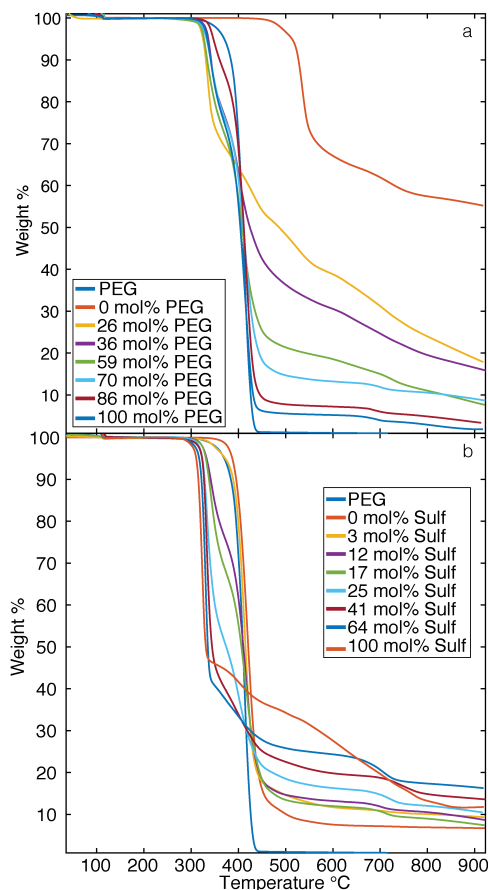 100
90
80
70
60
50
40
30
20
10
Weight %
a
PEG
0 mol% PEG
26 mol% PEG
36 mol% PEG
59 mol% PEG
70 mol% PEG
86 mol% PEG
100 mol% PEG
100
90
80
70
60
50
40
30
20
10
Weight %
b
PEG
0 mol% Sulf
3 mol% Sulf
12 mol% Sulf
17 mol% Sulf
25 mol% Sulf
41 mol% Sulf
64 mol% Sulf
100 mol% Sulf
100 200 300 400 500 600 700 800 900
Temperature °C